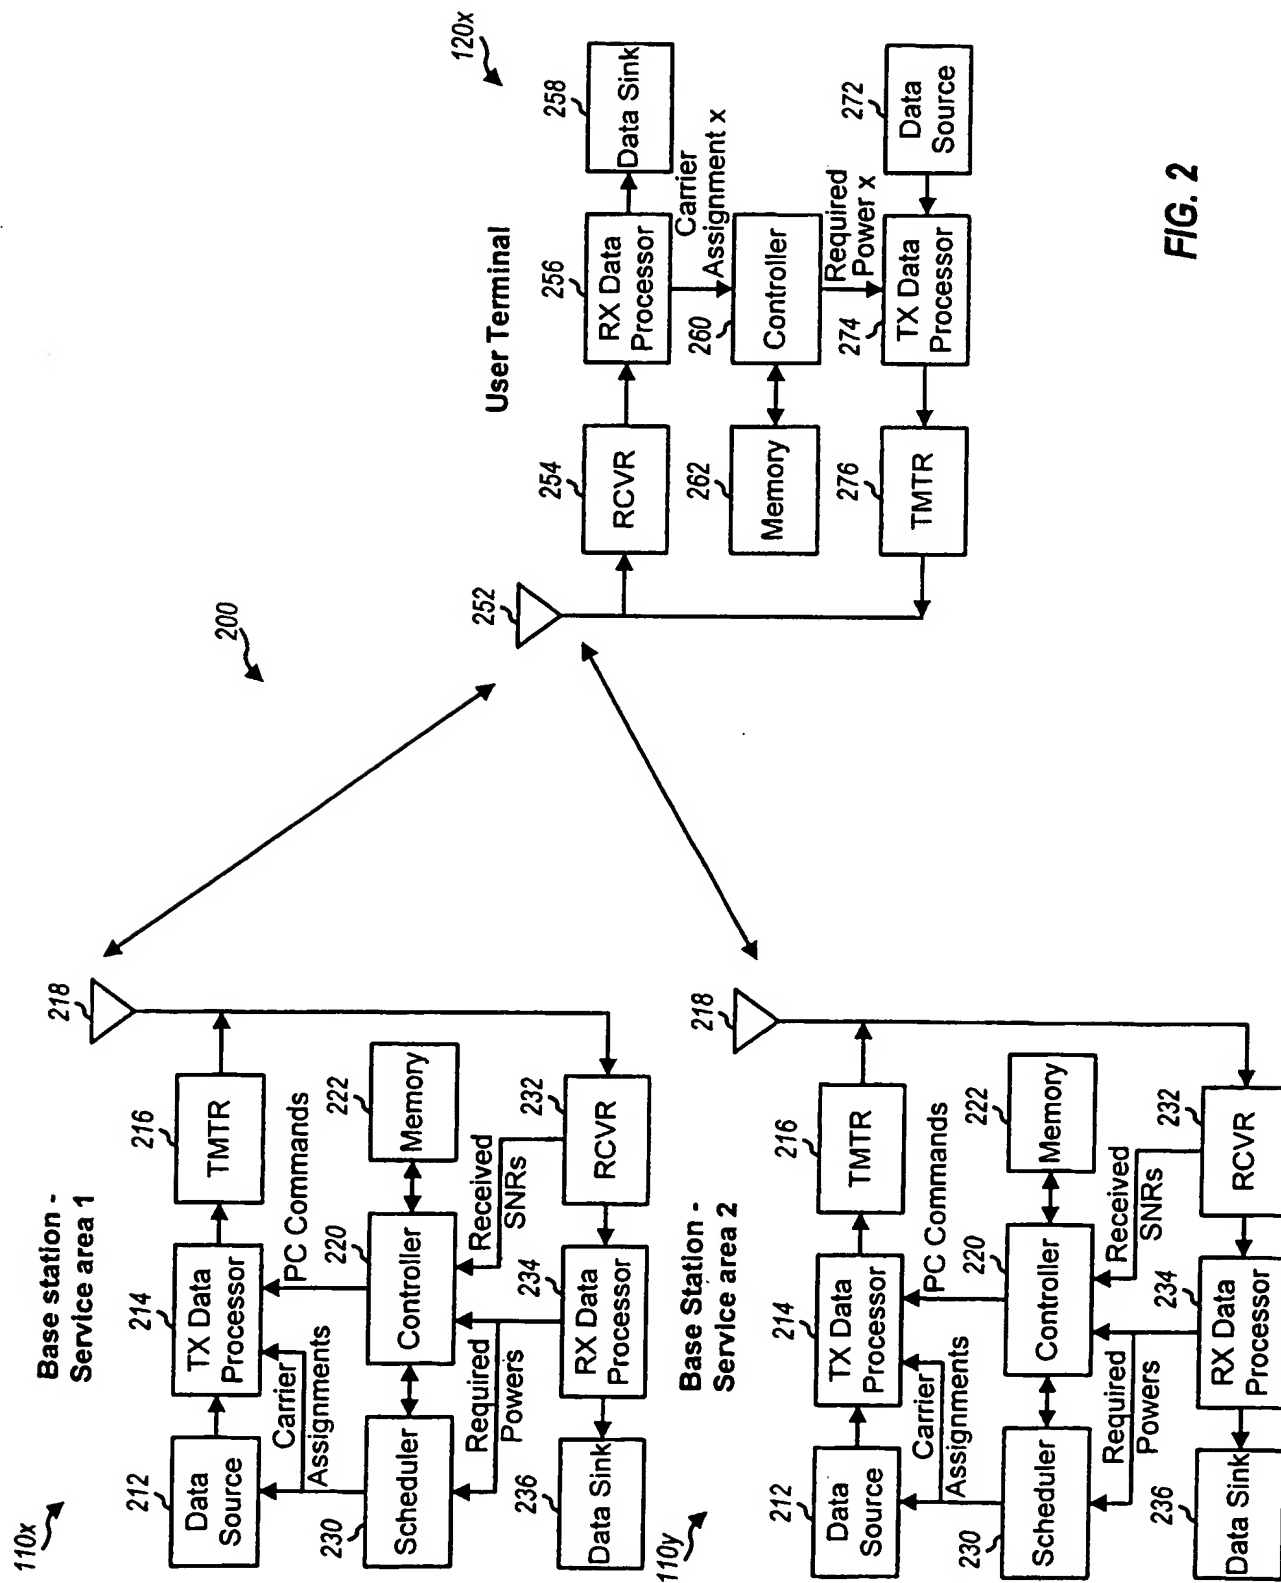 200
110x
Base station -
Service area 1
212
Data
Source
214
TX Data
Processor
216
TMTR
218
Carrier
Assignments
PC Commands
230
Scheduler
220
Controller
222
Memory
Required
Powers
Received
SNRs
236
Data Sink
234
RX Data
Processor
232
RCVR
110y
Base Station -
Service area 2
212
Data
Source
214
TX Data
Processor
216
TMTR
218
Carrier
Assignments
PC Commands
230
Scheduler
220
Controller
222
Memory
Required
Powers
Received
SNRs
236
Data Sink
234
RX Data
Processor
232
RCVR
120x
User Terminal
252
254
RCVR
256
RX Data
Processor
258
Data Sink
Carrier
Assignment x
262
Memory
260
Controller
Required
Power x
276
TMTR
274
TX Data
Processor
272
Data
Source
FIG. 2